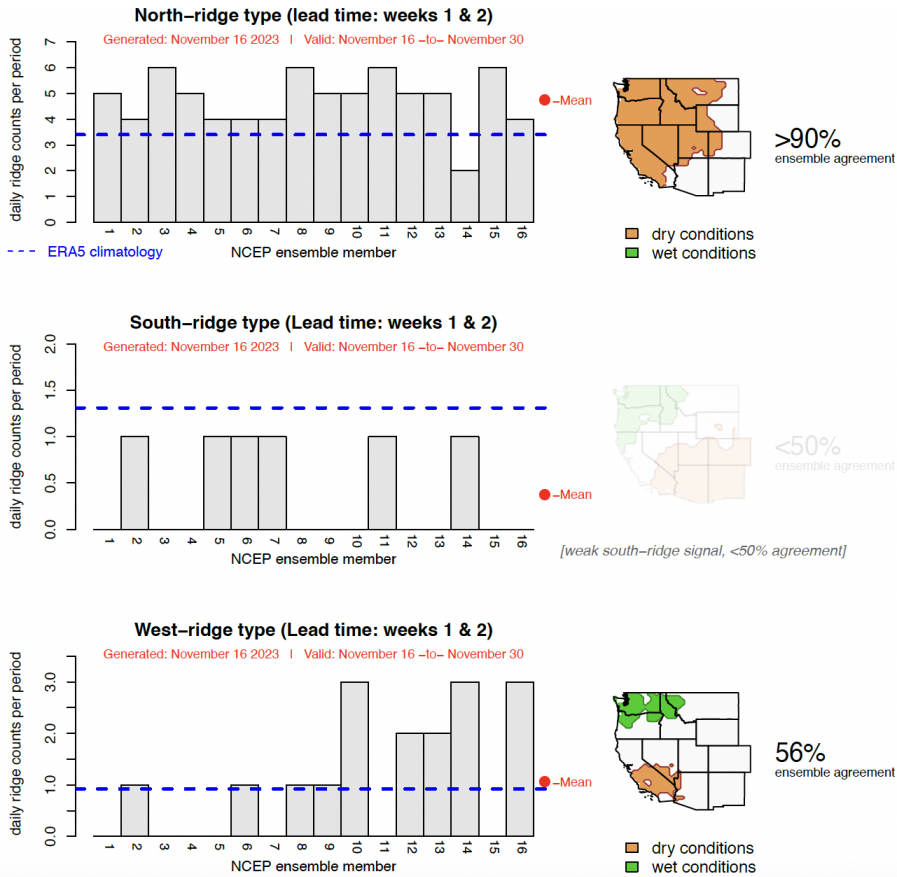 North−ridge type (lead time: weeks 1 & 2)
Generated: November 16 2023 | Valid: November 16 −to− November 30
daily ridge counts per period
7
6
5
4
3
2
1
0
1 2 3 4 5 6 7 8 9 10 11 12 13 14 15 16
NCEP ensemble member
ERA5 climatology
−Mean
>90%
ensemble agreement
dry conditions
wet conditions
South−ridge type (Lead time: weeks 1 & 2)
Generated: November 16 2023 | Valid: November 16 −to− November 30
daily ridge counts per period
2.0
1.5
1.0
0.5
0.0
1 2 3 4 5 6 7 8 9 10 11 12 13 14 15 16
NCEP ensemble member
−Mean
<50%
ensemble agreement
[weak south−ridge signal, <50% agreement]
West−ridge type (Lead time: weeks 1 & 2)
Generated: November 16 2023 | Valid: November 16 −to− November 30
daily ridge counts per period
3.0
2.0
1.0
0.0
1 2 3 4 5 6 7 8 9 10 11 12 13 14 15 16
NCEP ensemble member
−Mean
56%
ensemble agreement
dry conditions
wet conditions